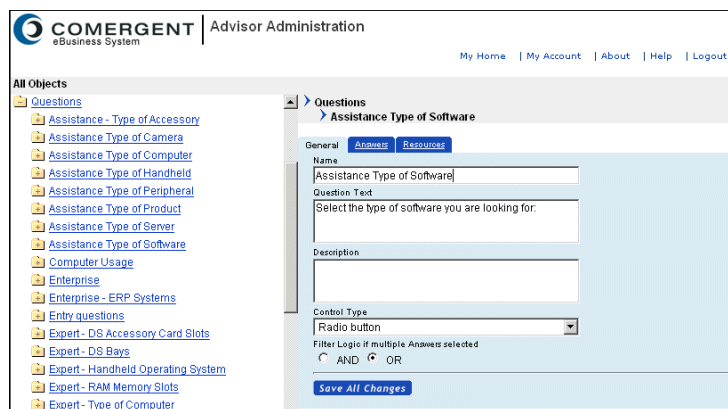 COMERGENT
eBusiness System
Advisor Administration
My Home | My Account | About | Help | Logout
All Objects
Questions
Assistance - Type of Accessory
Assistance Type of Camera
Assistance Type of Computer
Assistance Type of Handheld
Assistance Type of Peripheral
Assistance Type of Product
Assistance Type of Server
Assistance Type of Software
Computer Usage
Enterprise
Enterprise - ERP Systems
Entry questions
Expert - DS Accessory Card Slots
Expert - DS Bays
Expert - Handheld Operating System
Expert - RAM Memory Slots
Expert - Type of Computer
Questions
Assistance Type of Software
General Answers Resources
Name
Assistance Type of Software
Question Text
Select the type of software you are looking for:
Description
Control Type
Radio button
Filter Logic if multiple Answers selected
AND OR
Save All Changes